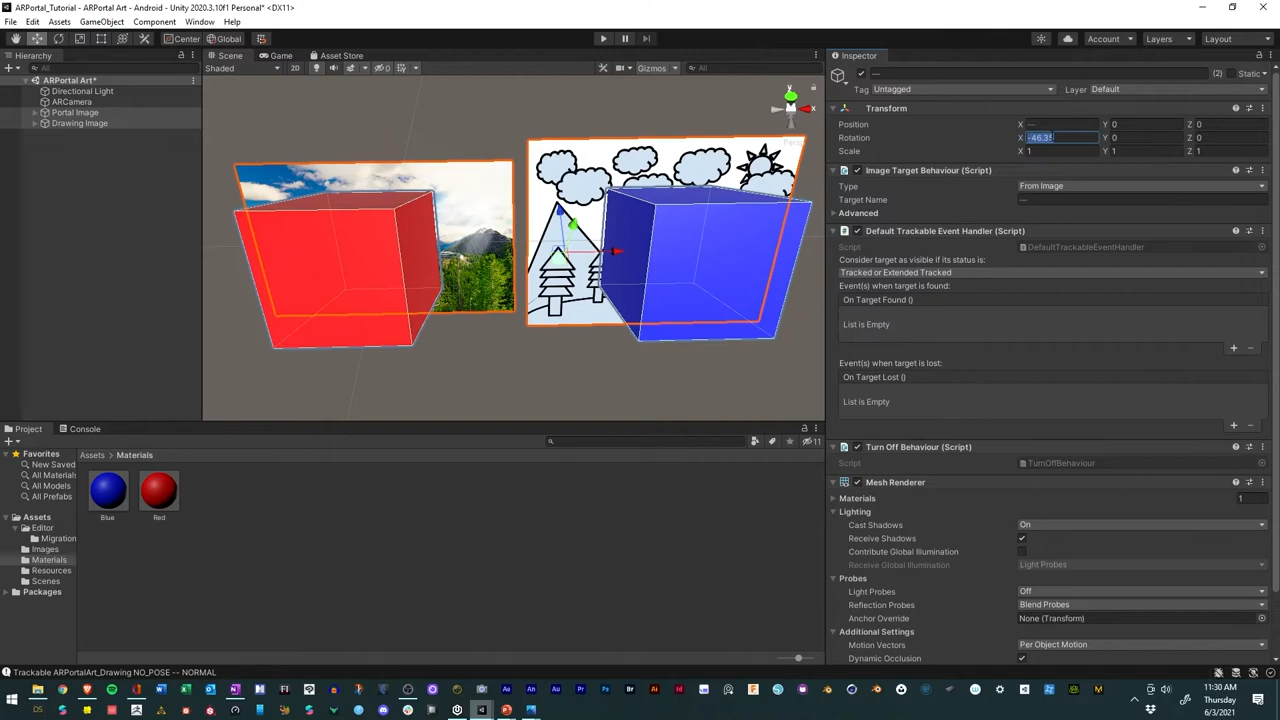 ARPortal_Tutorial - ARPortal Art - Android - Unity 2020.3.10f1 Personal* <DX11>
File Edit Assets GameObject Component Window Help
Center Global Account Layers Layout
Hierarchy
All
ARPortal Art*
Directional Light
ARCamera
Portal Image
Drawing Image
Scene Game Asset Store
Shaded 2D 0 Gizmos All
y
x
Persp
Inspector
— (2) Static
Tag Untagged Layer Default
Transform
Position X — Y 0 Z 0
Rotation X -46.35 Y 0 Z 0
Scale X 1 Y 1 Z 1
Image Target Behaviour (Script)
Type From Image
Target Name —
Advanced
Default Trackable Event Handler (Script)
Script DefaultTrackableEventHandler
Consider target as visible if its status is:
Tracked or Extended Tracked
Event(s) when target is found:
On Target Found ()
List is Empty
Event(s) when target is lost:
On Target Lost ()
List is Empty
Turn Off Behaviour (Script)
Script TurnOffBehaviour
Mesh Renderer
Materials 1
Lighting
Cast Shadows On
Receive Shadows
Contribute Global Illumination
Receive Global Illumination Light Probes
Probes
Light Probes Off
Reflection Probes Blend Probes
Anchor Override None (Transform)
Additional Settings
Motion Vectors Per Object Motion
Dynamic Occlusion
Project Console
11
Favorites
New Saved
All Materials
All Models
All Prefabs
Assets
Editor
Migration
Images
Materials
Resources
Scenes
Packages
Assets > Materials
Blue Red
Trackable ARPortalArt_Drawing NO_POSE -- NORMAL
11:30 AM
Thursday
6/3/2021